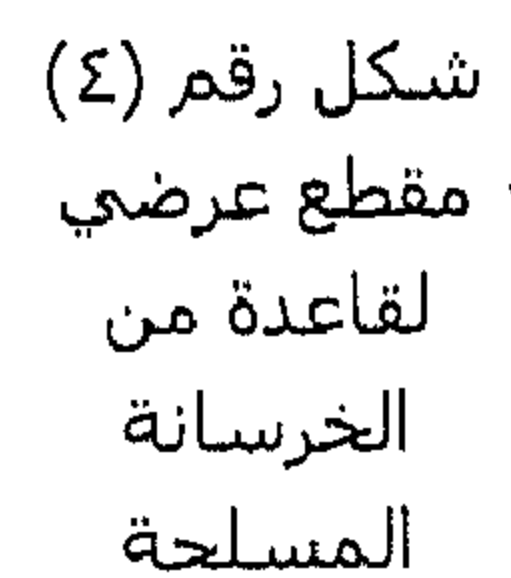 شكل رقم (٤)
مقطع عرضي
لقاعدة من
الخرسانة
المسلحة